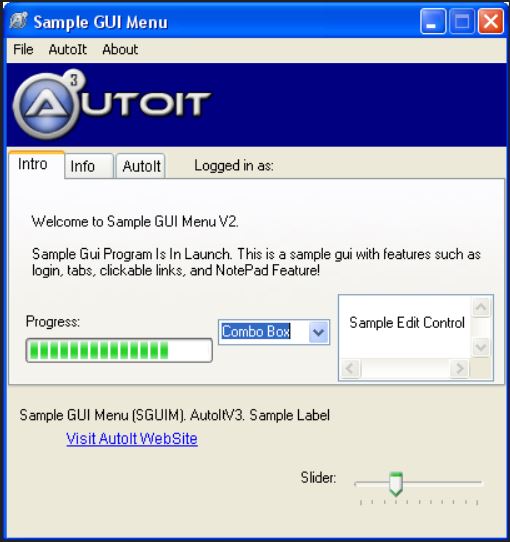 Sample GUI Menu
File AutoIt About
AUTOIT
3
Intro Info AutoIt Logged in as:
Welcome to Sample GUI Menu V2.
Sample Gui Program Is In Launch. This is a sample gui with features such as
login, tabs, clickable links, and NotePad Feature!
Progress:
Combo Box
Sample Edit Control
Sample GUI Menu (SGUIM). AutoItV3. Sample Label
Visit AutoIt WebSite
Slider: